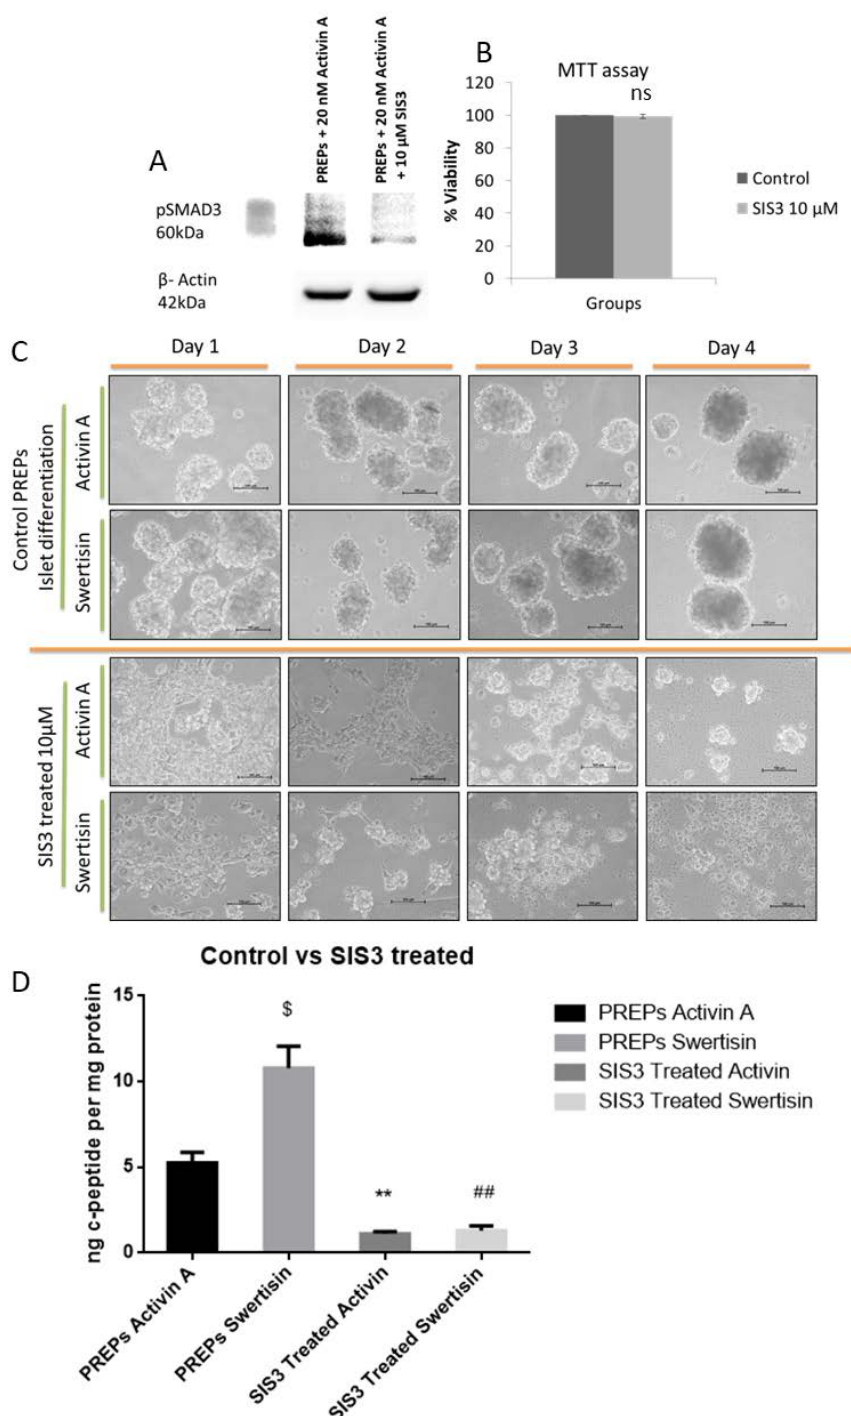 A
PREPs + 20 nM Activin A
PREPs + 20 nM Activin A
+ 10 µM SIS3
pSMAD3
60kDa
β- Actin
42kDa
B
MTT assay
ns
% Viability
120
100
80
60
40
20
0
Groups
Control
SIS3 10 µM
C
Day 1
Day 2
Day 3
Day 4
Control PREPs
Islet differentiation
Activin A
Swertisin
SIS3 treated 10µM
Activin A
Swertisin
D
Control vs SIS3 treated
ng c-peptide per mg protein
15
10
5
0
$
**
##
PREPs Activin A
PREPs Swertisin
SIS3 Treated Activin
SIS3 Treated Swertisin
PREPs Activin A
PREPs Swertisin
SIS3 Treated Activin
SIS3 Treated Swertisin